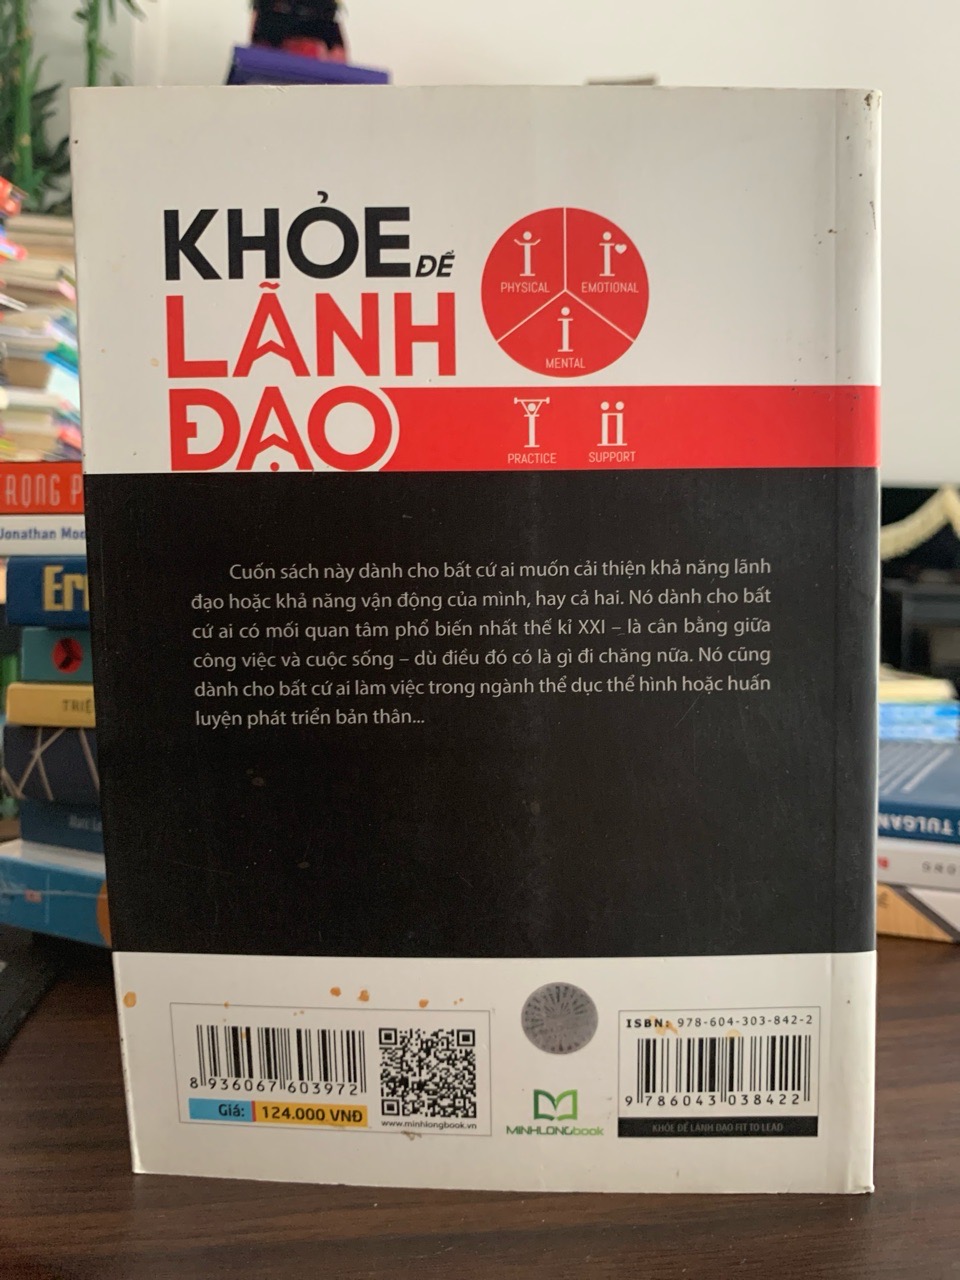 KHỎE ĐỂ
LÃNH
ĐẠO
PHYSICAL
EMOTIONAL
MENTAL
PRACTICE
SUPPORT
Cuốn sách này dành cho bất cứ ai muốn cải thiện khả năng lãnh
đạo hoặc khả năng vận động của mình, hay cả hai. Nó dành cho bất
cứ ai có mối quan tâm phổ biến nhất thế kỉ XXI – là cân bằng giữa
công việc và cuộc sống – dù điều đó có là gì đi chăng nữa. Nó cũng
dành cho bất cứ ai làm việc trong ngành thể dục thể hình hoặc huấn
luyện phát triển bản thân...
8 936067 603972
Giá: 124.000 VNĐ
www.minhlongbook.vn
MINHLONGbook
ISBN: 978-604-303-842-2
9 786043 038422
KHỎE ĐỂ LÃNH ĐẠO FIT TO LEAD
Jonathan